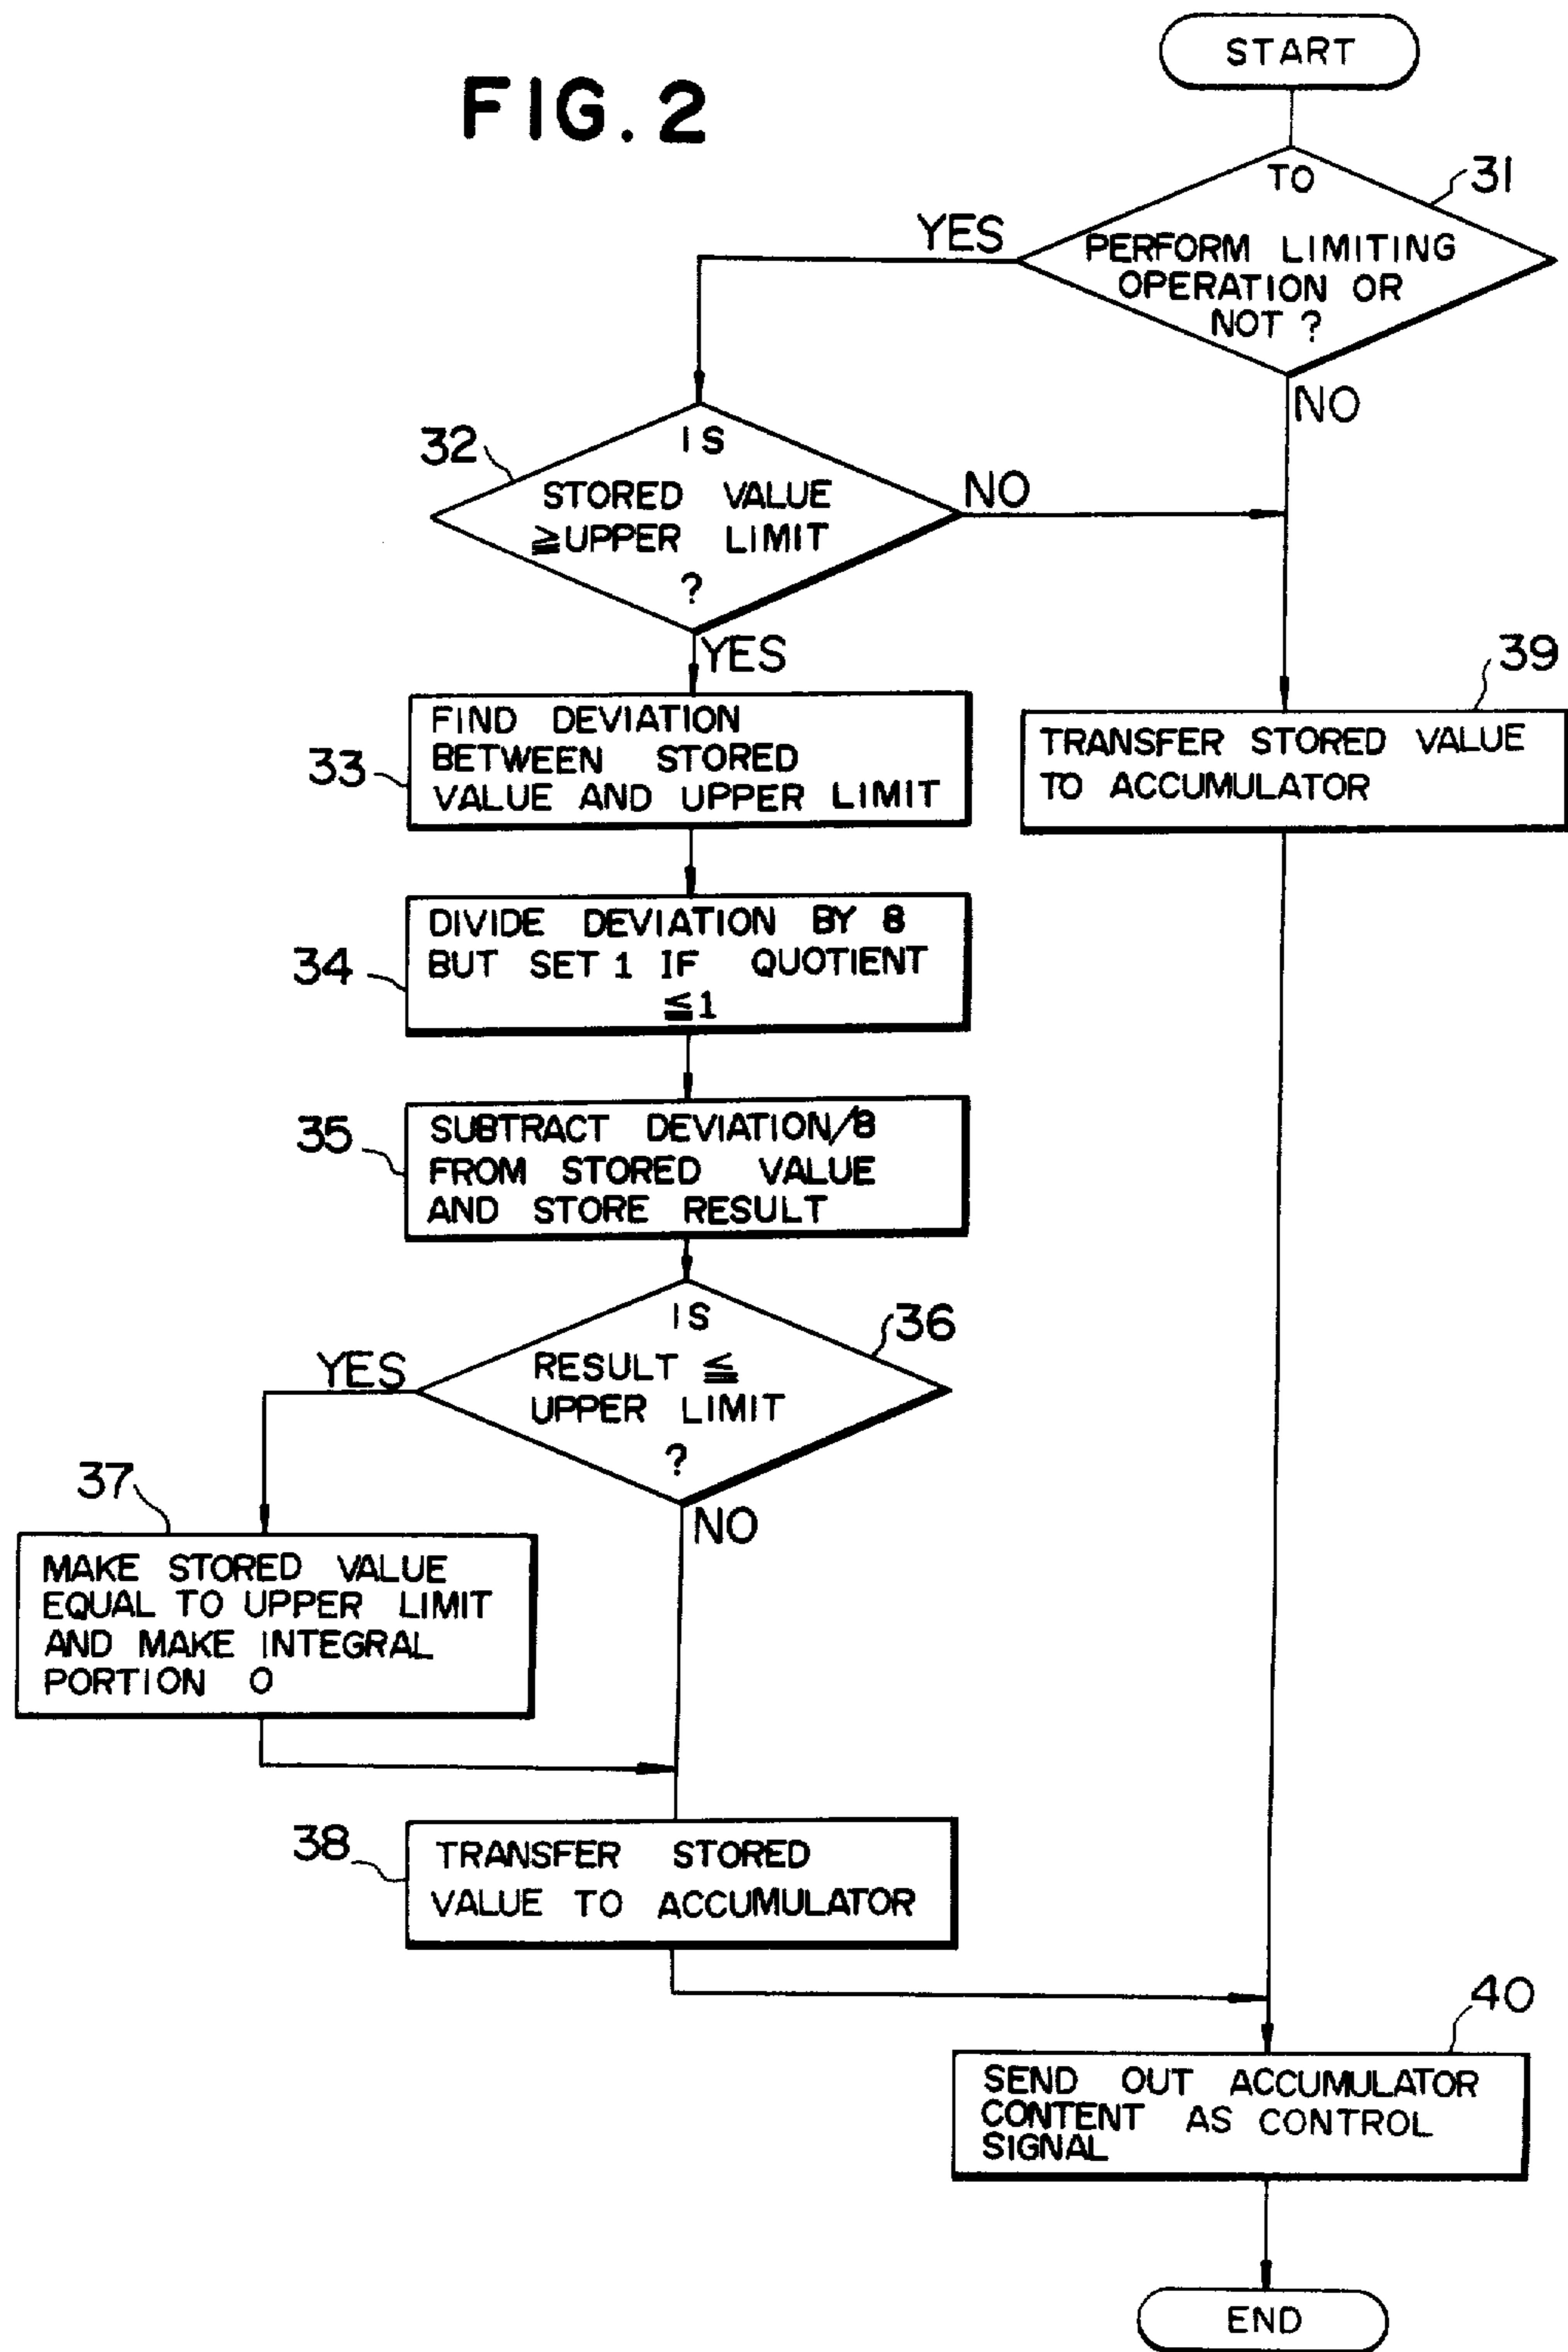 FIG. 2
START
31
TO
PERFORM LIMITING
OPERATION OR
NOT ?
YES
NO
32
IS
STORED VALUE
≧UPPER LIMIT
?
NO
YES
33
FIND DEVIATION
BETWEEN STORED
VALUE AND UPPER LIMIT
39
TRANSFER STORED VALUE
TO ACCUMULATOR
34
DIVIDE DEVIATION BY 8
BUT SET 1 IF QUOTIENT
≦1
35
SUBTRACT DEVIATION/8
FROM STORED VALUE
AND STORE RESULT
36
IS
RESULT ≦
UPPER LIMIT
?
YES
NO
37
MAKE STORED VALUE
EQUAL TO UPPER LIMIT
AND MAKE INTEGRAL
PORTION 0
38
TRANSFER STORED
VALUE TO ACCUMULATOR
40
SEND OUT ACCUMULATOR
CONTENT AS CONTROL
SIGNAL
END